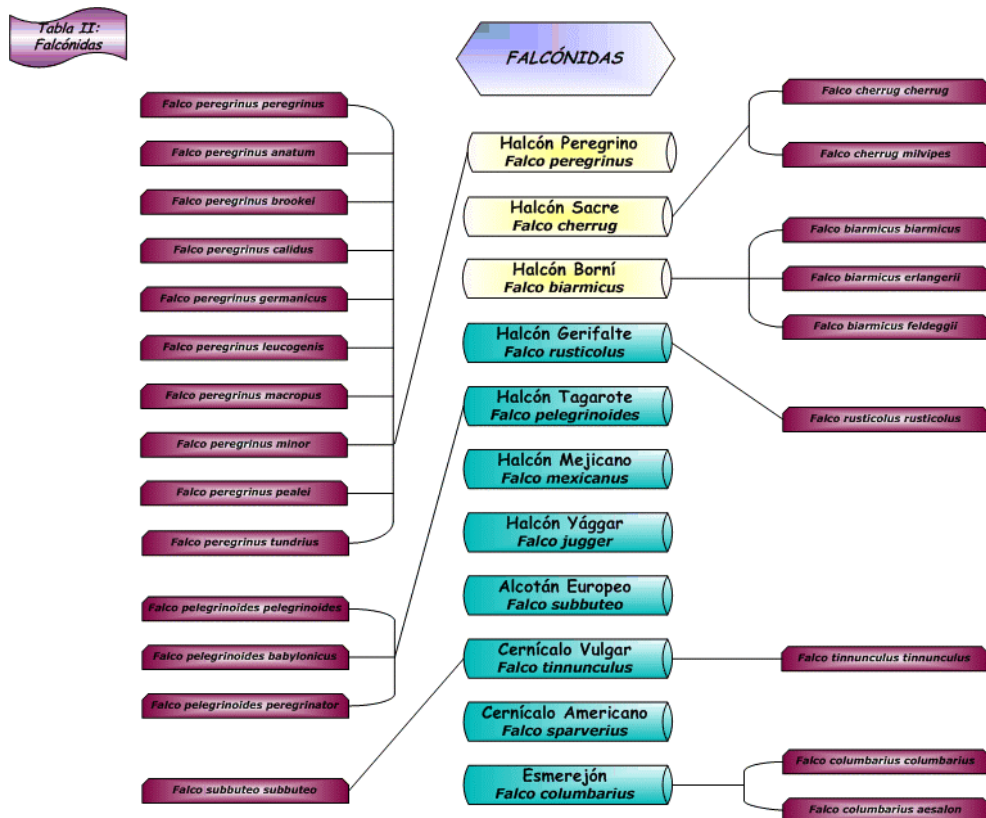 Tabla II:
Falcónidas
FALCÓNIDAS
Falco peregrinus peregrinus
Falco peregrinus anatum
Falco peregrinus brookei
Falco peregrinus calidus
Falco peregrinus germanicus
Falco peregrinus leucogenis
Falco peregrinus macropus
Falco peregrinus minor
Falco peregrinus pealei
Falco peregrinus tundrius
Falco pelegrinoides pelegrinoides
Falco pelegrinoides babylonicus
Falco pelegrinoides peregrinator
Falco subbuteo subbuteo
Halcón Peregrino
Falco peregrinus
Halcón Sacre
Falco cherrug
Halcón Borní
Falco biarmicus
Halcón Gerifalte
Falco rusticolus
Halcón Tagarote
Falco pelegrinoides
Halcón Mejicano
Falco mexicanus
Halcón Yággar
Falco jugger
Alcotán Europeo
Falco subbuteo
Cernícalo Vulgar
Falco tinnunculus
Cernícalo Americano
Falco sparverius
Esmerejón
Falco columbarius
Falco cherrug cherrug
Falco cherrug milvipes
Falco biarmicus biarmicus
Falco biarmicus erlangerii
Falco biarmicus feldeggii
Falco rusticolus rusticolus
Falco tinnunculus tinnunculus
Falco columbarius columbarius
Falco columbarius aesalon